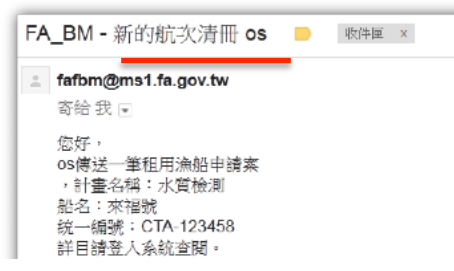 FA_BM - 新的航次清冊 os 收件匣 x
fafbm@ms1.fa.gov.tw
寄給 我
您好，
os傳送一筆租用漁船申請案
，計畫名稱：水質檢測
船名：來福號
統一編號：CTA-123458
詳目請登入系統查閱。